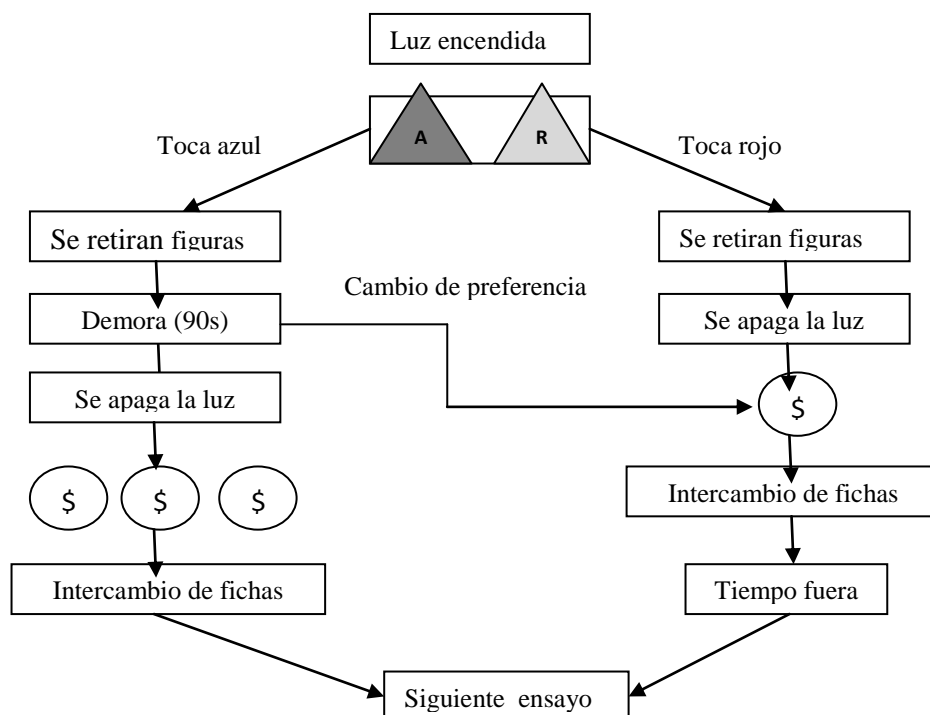 Luz encendida
A
R
Toca azul
Toca rojo
Se retiran figuras
Se retiran figuras
Cambio de preferencia
Demora (90s)
Se apaga la luz
Se apaga la luz
$
$
$
$
Intercambio de fichas
Intercambio de fichas
Tiempo fuera
Siguiente ensayo